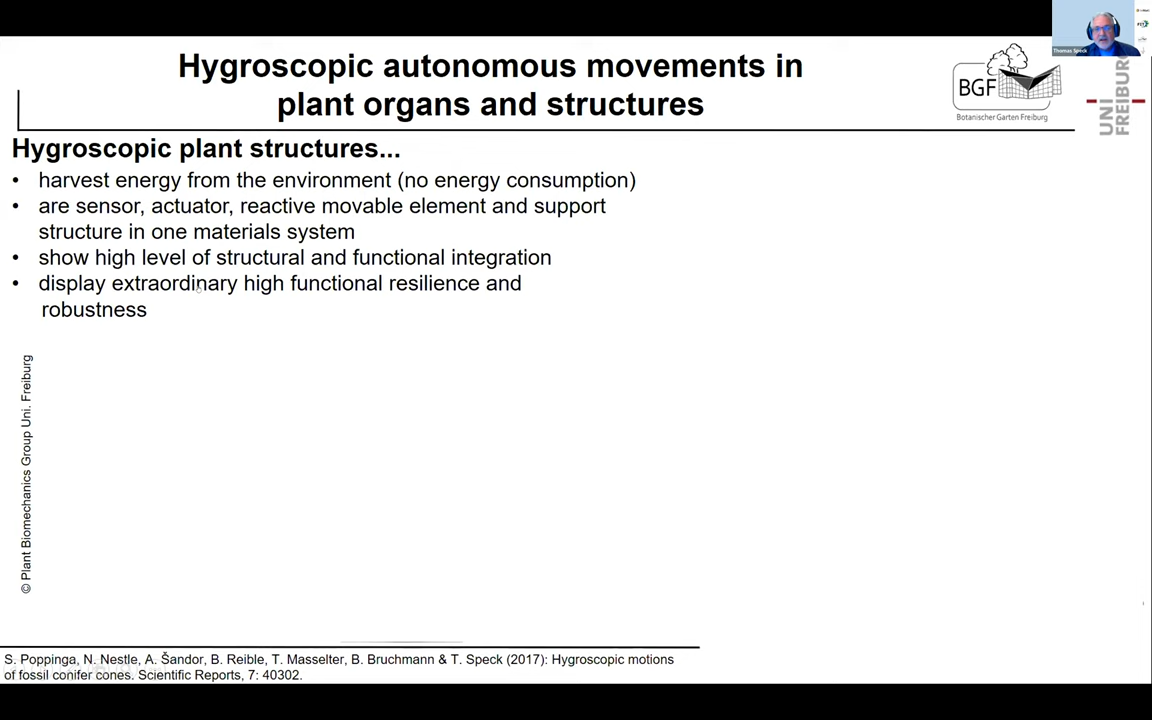 Thomas Speck
Hygroscopic autonomous movements in
plant organs and structures
BGF
Botanischer Garten Freiburg
UNI
FREIBURG
Hygroscopic plant structures...
• harvest energy from the environment (no energy consumption)
• are sensor, actuator, reactive movable element and support
structure in one materials system
• show high level of structural and functional integration
• display extraordinary high functional resilience and
robustness
© Plant Biomechanics Group Uni. Freiburg
S. Poppinga, N. Nestle, A. Šandor, B. Reible, T. Masselter, B. Bruchmann & T. Speck (2017): Hygroscopic motions
of fossil conifer cones. Scientific Reports, 7: 40302.